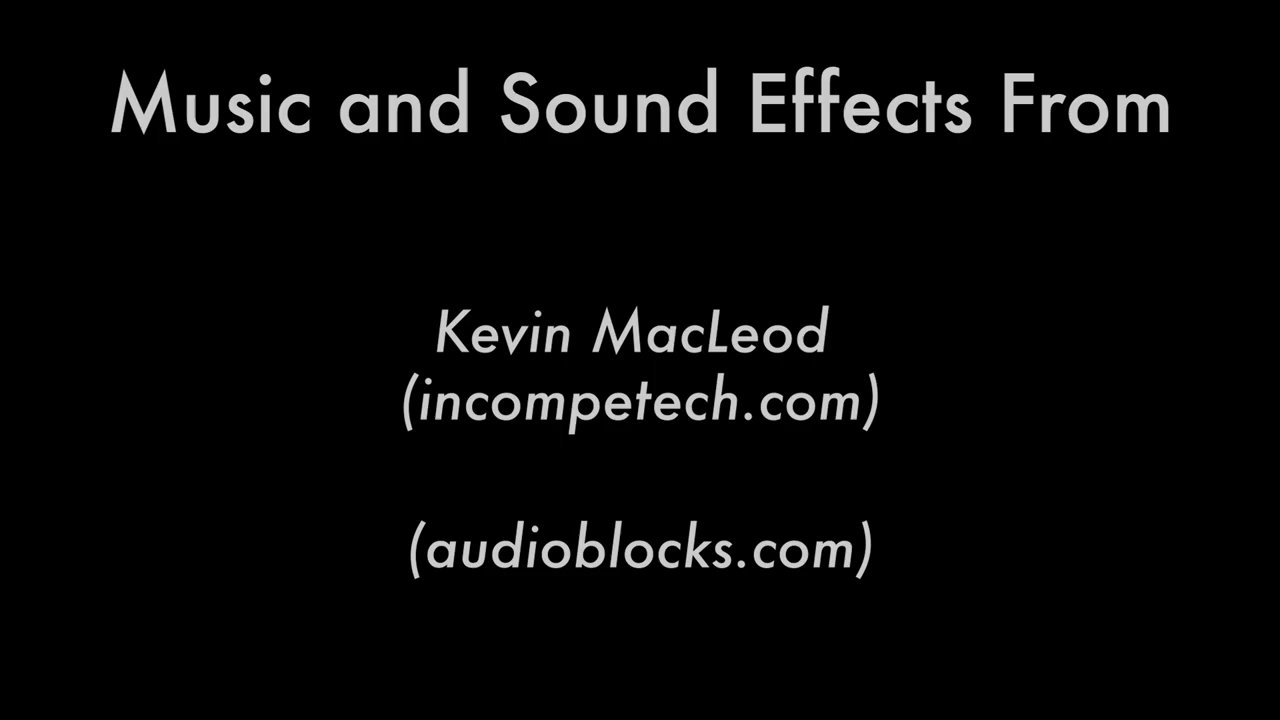 Music and Sound Effects From
Kevin MacLeod
(incompetech.com)
(audioblocks.com)